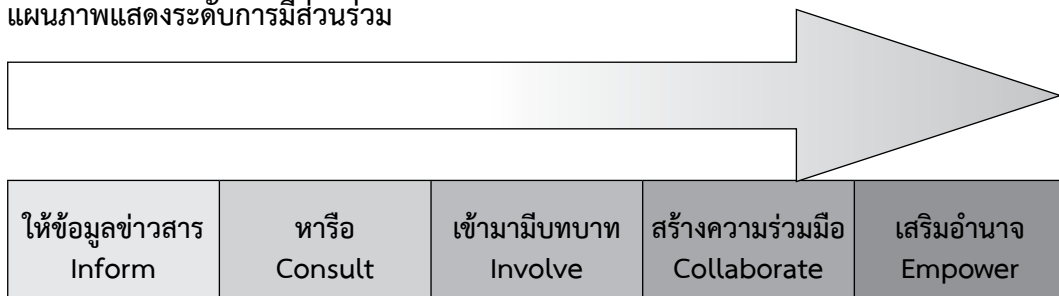 แผนภาพแสดงระดับการมีส่วนร่วม
ให้ข้อมูลข่าวสาร
Inform
หารือ
Consult
เข้ามามีบทบาท
Involve
สร้างความร่วมมือ
Collaborate
เสริมอำนาจ
Empower